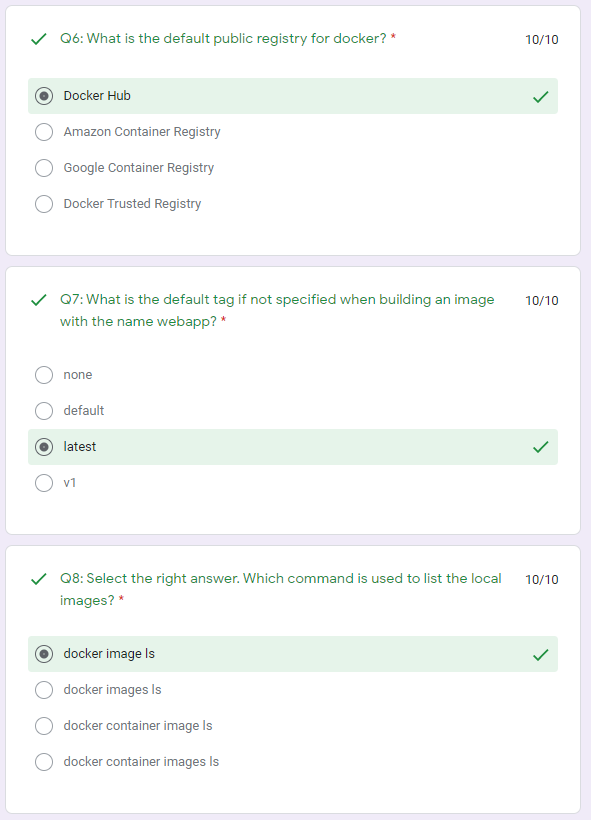 Q6: What is the default public registry for docker? *
10/10
Docker Hub
Amazon Container Registry
Google Container Registry
Docker Trusted Registry
Q7: What is the default tag if not specified when building an image
with the name webapp? *
10/10
none
default
latest
v1
Q8: Select the right answer. Which command is used to list the local
images? *
10/10
docker image ls
docker images ls
docker container image ls
docker container images ls